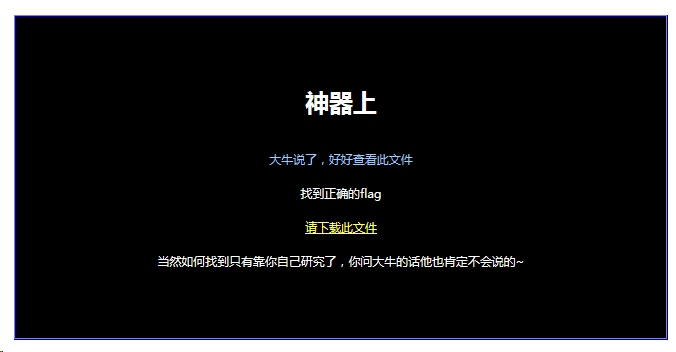 神器上
大牛说了，好好查看此文件
找到正确的flag
请下载此文件
当然如何找到只有靠你自己研究了，你问大牛的话他也肯定不会说的~